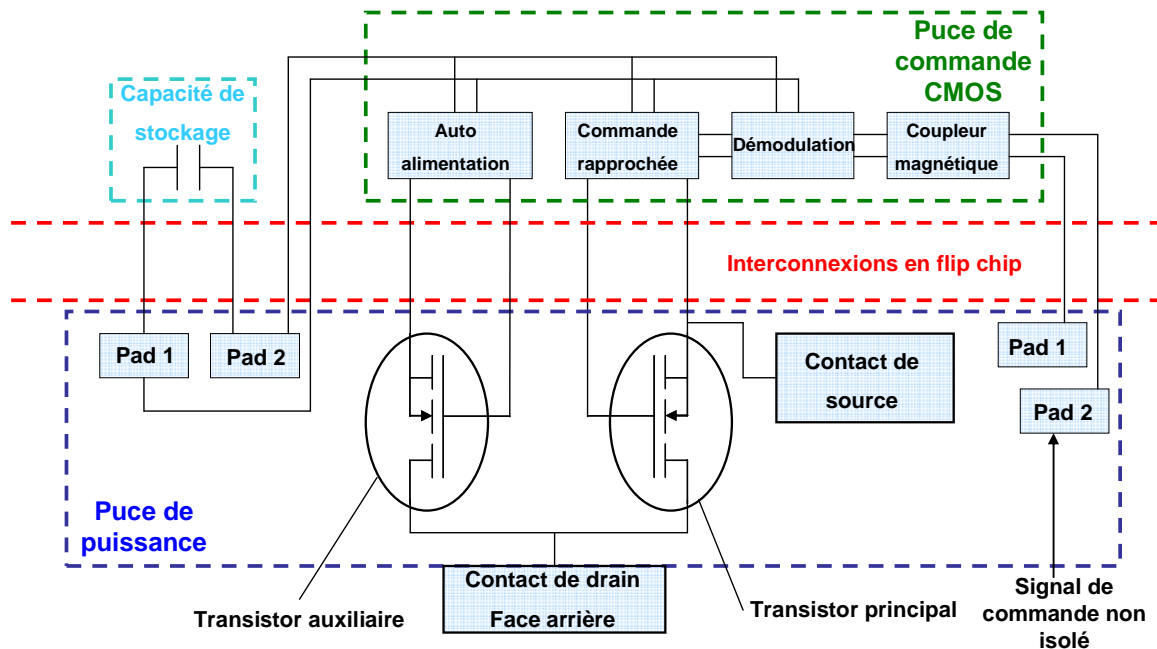 Puce de
commande
CMOS
Capacité de
stockage
Auto
alimentation
Commande
rapprochée
Démodulation
Coupleur
magnétique
Interconnexions en flip chip
Pad 1
Pad 2
Pad 1
Pad 2
Contact de
source
Puce de
puissance
Contact de drain
Face arrière
Transistor auxiliaire
Transistor principal
Signal de
commande non
isolé